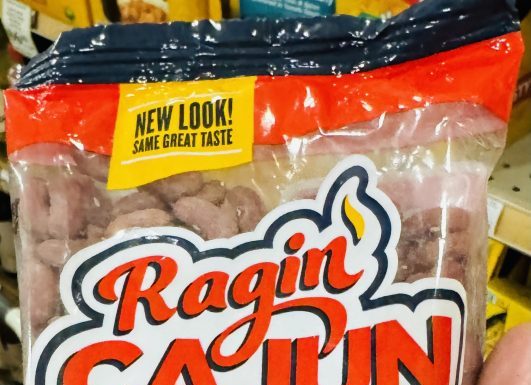 NEW LOOK!
SAME GREAT TASTE
Ragin'
CAJUN